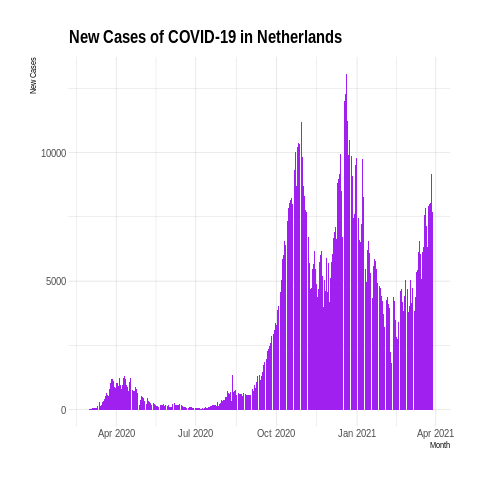 New Cases of COVID-19 in Netherlands
New Cases
10000
5000
0
Apr 2020 Jul 2020 Oct 2020 Jan 2021 Apr 2021
Month